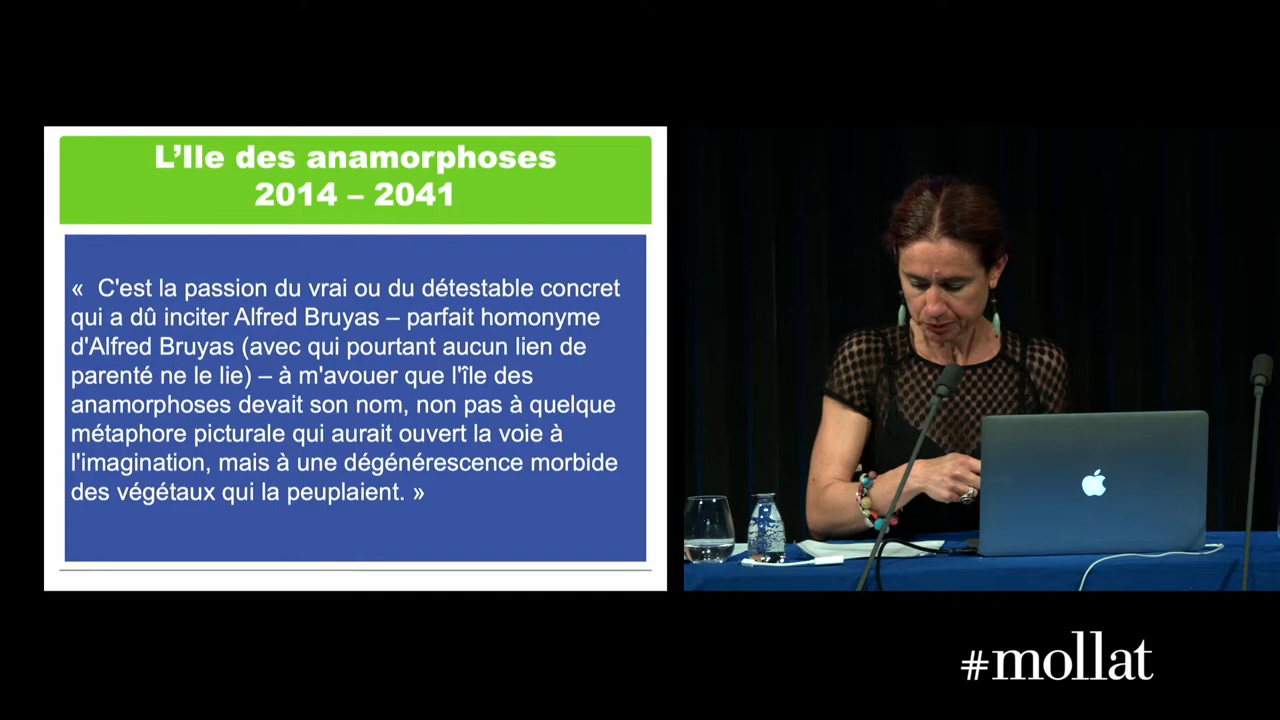 L’Ile des anamorphoses
2014 – 2041
«  C'est la passion du vrai ou du détestable concret
qui a dû inciter Alfred Bruyas – parfait homonyme
d'Alfred Bruyas (avec qui pourtant aucun lien de
parenté ne le lie) – à m'avouer que l'île des
anamorphoses devait son nom, non pas à quelque
métaphore picturale qui aurait ouvert la voie à
l'imagination, mais à une dégénérescence morbide
des végétaux qui la peuplaient. »
#mollat